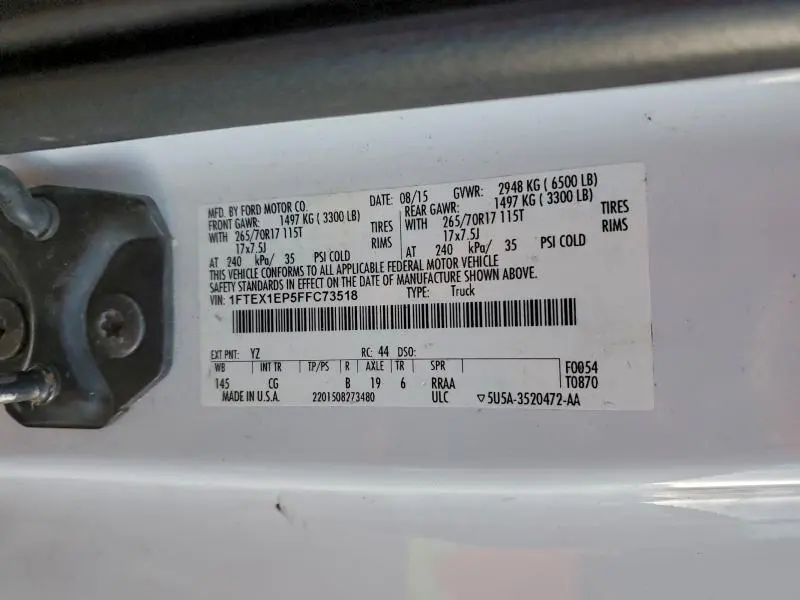 MFD. BY FORD MOTOR CO.
DATE: 08/15 GVWR: 2948 KG ( 6500 LB)
FRONT GAWR: 1497 KG ( 3300 LB)
REAR GAWR: 1497 KG ( 3300 LB)
WITH 265/70R17 115T TIRES
WITH 265/70R17 115T TIRES
17x7.5J RIMS
17x7.5J RIMS
AT 240 kPa/ 35 PSI COLD
AT 240 kPa/ 35 PSI COLD
THIS VEHICLE CONFORMS TO ALL APPLICABLE FEDERAL MOTOR VEHICLE
SAFETY STANDARDS IN EFFECT ON THE DATE OF MANUFACTURE SHOWN ABOVE.
VIN: 1FTEX1EP5FFC73518 TYPE: Truck
EXT PNT: YZ RC: 44 DSO:
WB INT TR TP/PS R AXLE TR SPR F0054
145 CG B 19 6 RRAA T0870
MADE IN U.S.A. 2201508273480 ULC ▽5U5A-3520472-AA